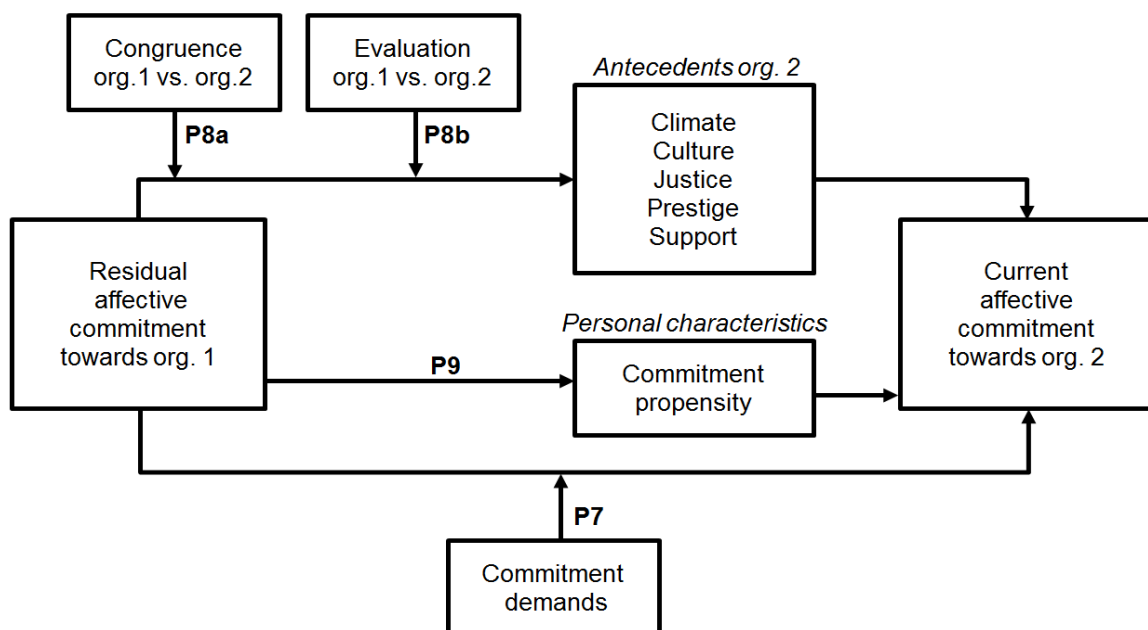 Congruence
org.1 vs. org.2
Evaluation
org.1 vs. org.2
Antecedents org. 2
P8a
P8b
Climate
Culture
Justice
Prestige
Support
Residual
affective
commitment
towards org. 1
Current
affective
commitment
towards org. 2
Personal characteristics
P9
Commitment
propensity
P7
Commitment
demands